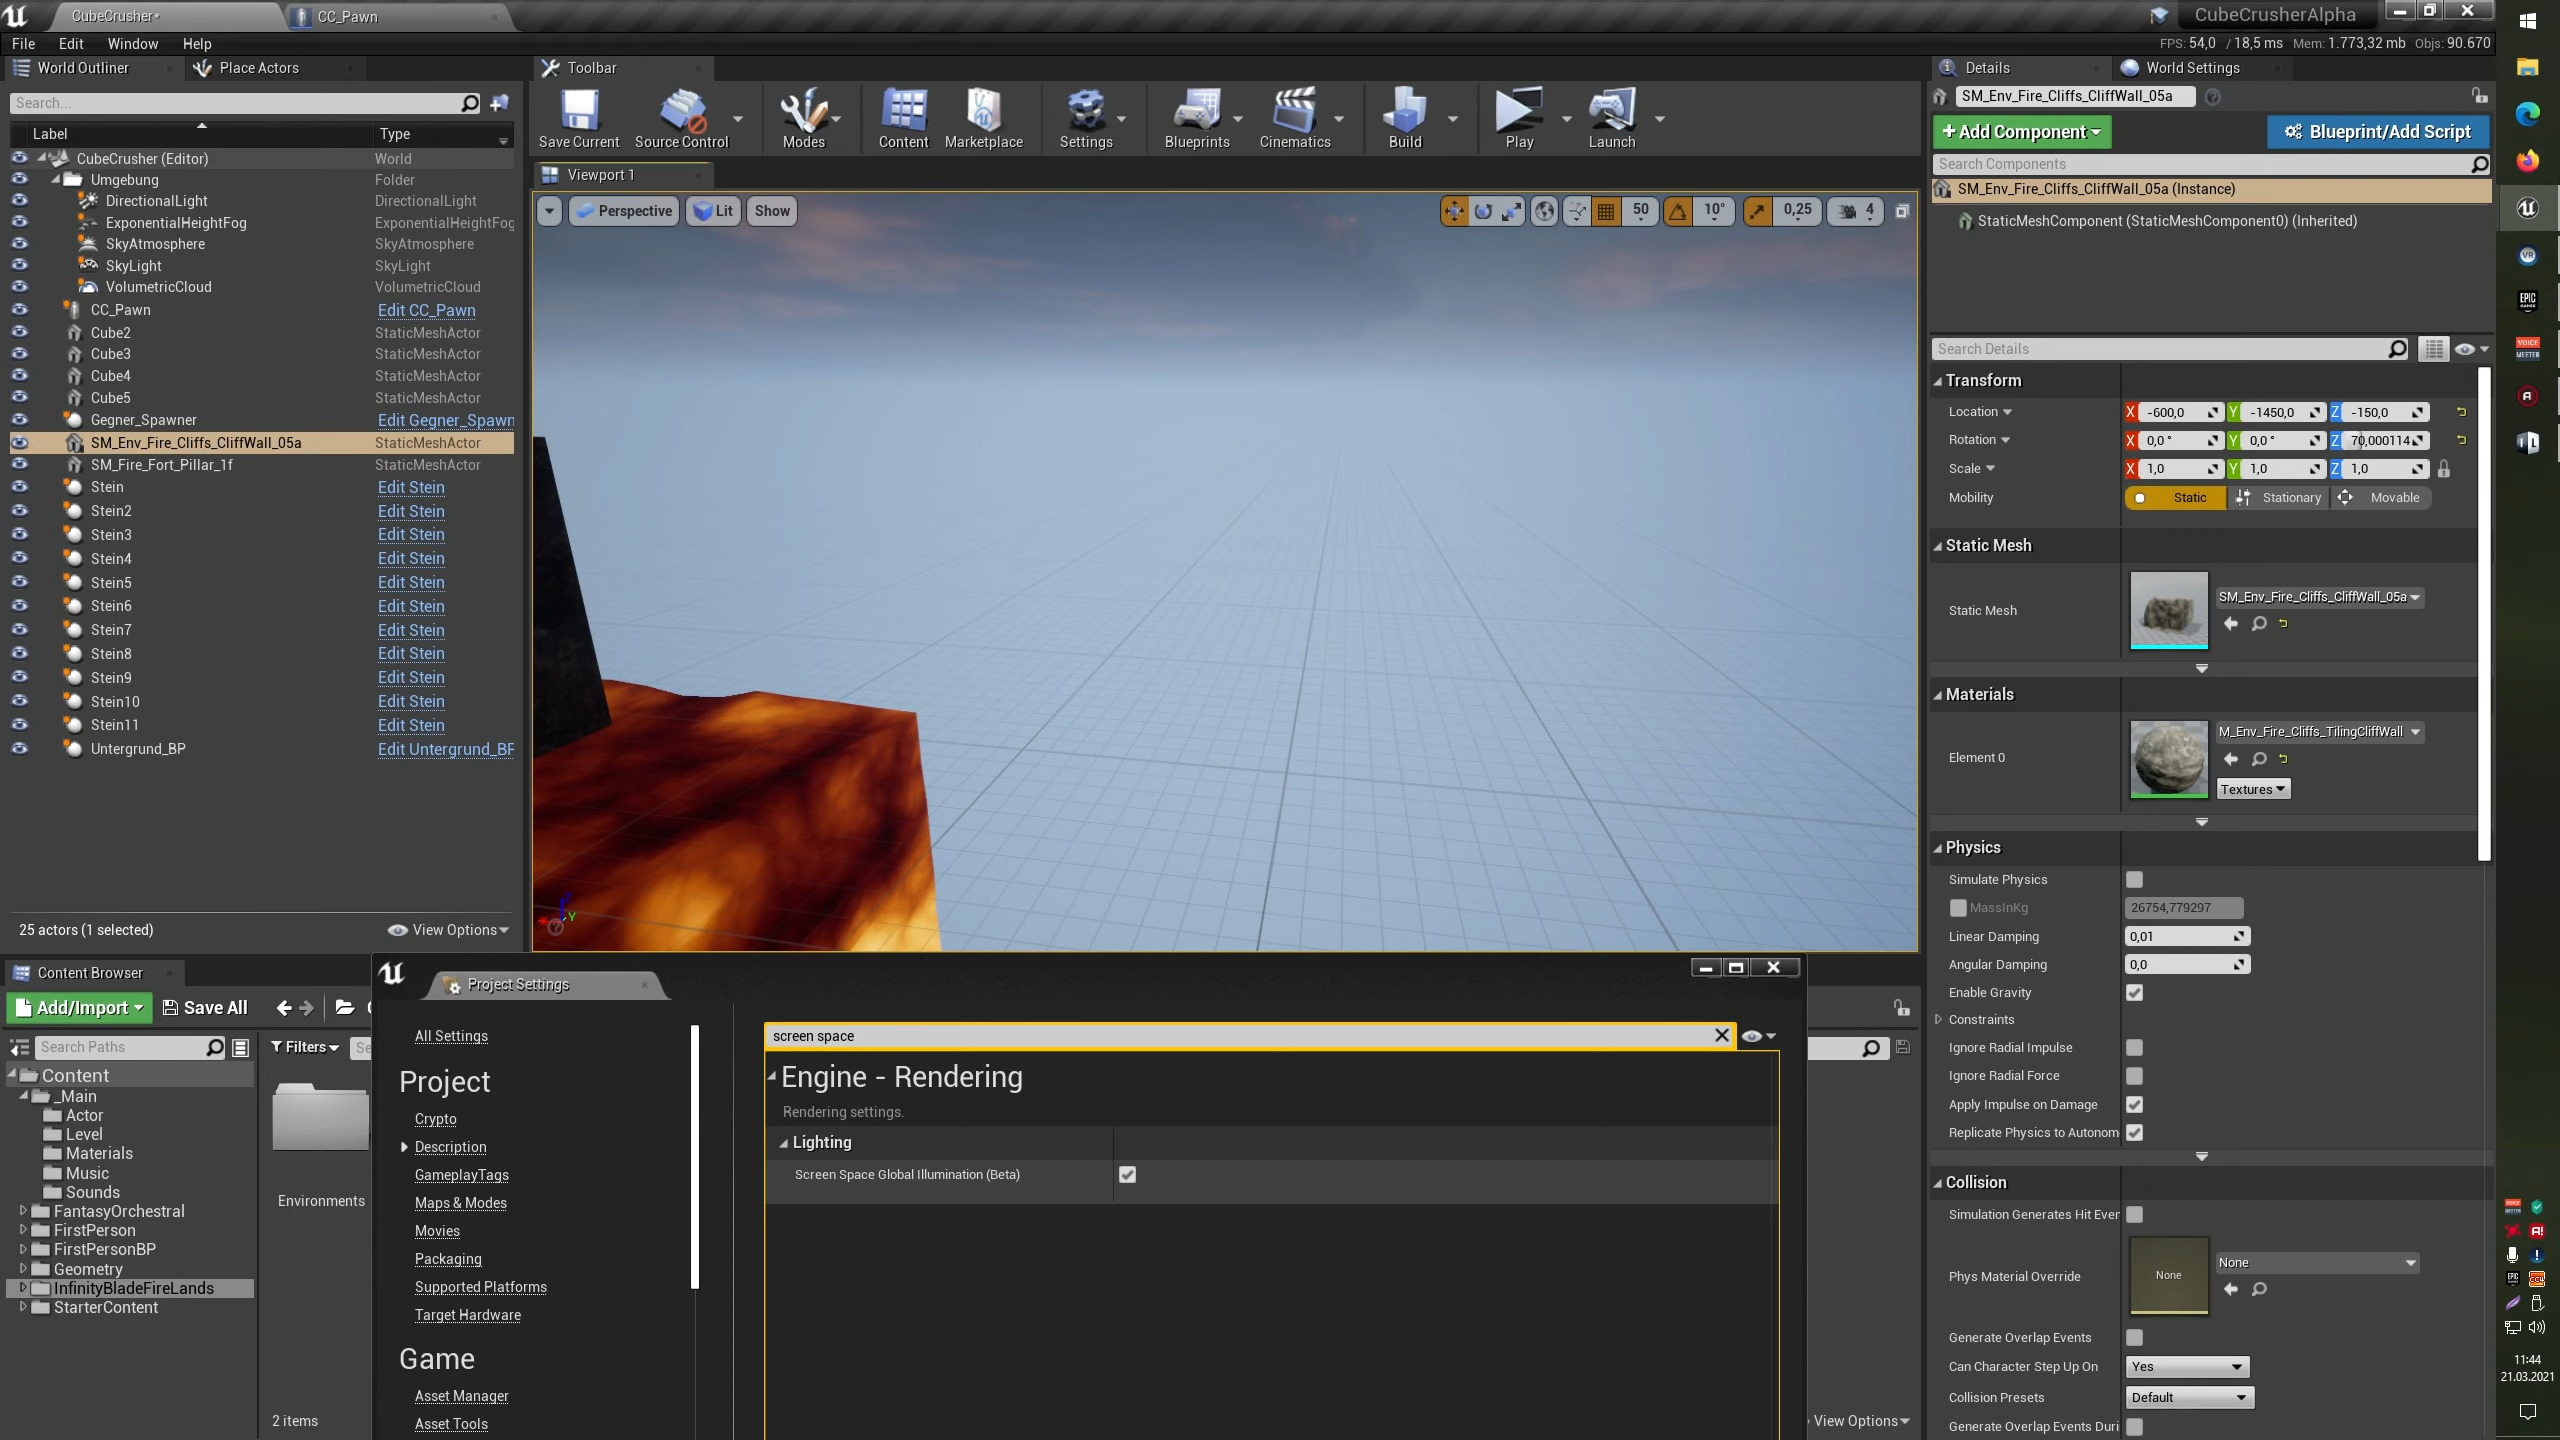 CubeCrusher•
CC_Pawn
CubeCrusherAlpha
File
Edit
Window
Help
FPS: 54,0 / 18,5 ms Mem: 1.773,32 mb Objs: 90.670
World Outliner
Place Actors
Search...
Label
Type
CubeCrusher (Editor) World
Umgebung Folder
DirectionalLight DirectionalLight
ExponentialHeightFog ExponentialHeightFog
SkyAtmosphere SkyAtmosphere
SkyLight SkyLight
VolumetricCloud VolumetricCloud
CC_Pawn Edit CC_Pawn
Cube2 StaticMeshActor
Cube3 StaticMeshActor
Cube4 StaticMeshActor
Cube5 StaticMeshActor
Gegner_Spawner Edit Gegner_Spawn
SM_Env_Fire_Cliffs_CliffWall_05a StaticMeshActor
SM_Fire_Fort_Pillar_1f StaticMeshActor
Stein Edit Stein
Stein2 Edit Stein
Stein3 Edit Stein
Stein4 Edit Stein
Stein5 Edit Stein
Stein6 Edit Stein
Stein7 Edit Stein
Stein8 Edit Stein
Stein9 Edit Stein
Stein10 Edit Stein
Stein11 Edit Stein
Untergrund_BP Edit Untergrund_BP
25 actors (1 selected)
View Options
Toolbar
Save Current
Source Control
Modes
Content
Marketplace
Settings
Blueprints
Cinematics
Build
Play
Launch
Viewport 1
Perspective
Lit
Show
50
10°
0,25
4
Y
Details
World Settings
SM_Env_Fire_Cliffs_CliffWall_05a
+Add Component
Blueprint/Add Script
Search Components
SM_Env_Fire_Cliffs_CliffWall_05a (Instance)
StaticMeshComponent (StaticMeshComponent0) (Inherited)
Search Details
Transform
Location X -600,0 Y -1450,0 Z -150,0
Rotation X 0,0 ° Y 0,0 ° Z 70,000114
Scale X 1,0 Y 1,0 Z 1,0
Mobility Static Stationary Movable
Static Mesh
Static Mesh SM_Env_Fire_Cliffs_CliffWall_05a
Materials
Element 0 M_Env_Fire_Cliffs_TilingCliffWall
Textures
Physics
Simulate Physics
MassInKg 26754,779297
Linear Damping 0,01
Angular Damping 0,0
Enable Gravity
Constraints
Ignore Radial Impulse
Ignore Radial Force
Apply Impulse on Damage
Replicate Physics to Autonom
Collision
Simulation Generates Hit Ever
Phys Material Override None None
Generate Overlap Events
Can Character Step Up On Yes
Collision Presets Default
Generate Overlap Events Duri
Content Browser
Add/Import
Save All
Search Paths
Filters
Se
Content
_Main
Actor
Level
Materials
Music
Sounds
FantasyOrchestral
FirstPerson
FirstPersonBP
Geometry
InfinityBladeFireLands
StarterContent
Environments
2 items
View Options
Project Settings
All Settings
Project
Crypto
Description
GameplayTags
Maps & Modes
Movies
Packaging
Supported Platforms
Target Hardware
Game
Asset Manager
Asset Tools
screen space
Engine - Rendering
Rendering settings.
Lighting
Screen Space Global Illumination (Beta)
VR
EPIC
GAMES
VOICE
MEETER
11:44
21.03.2021